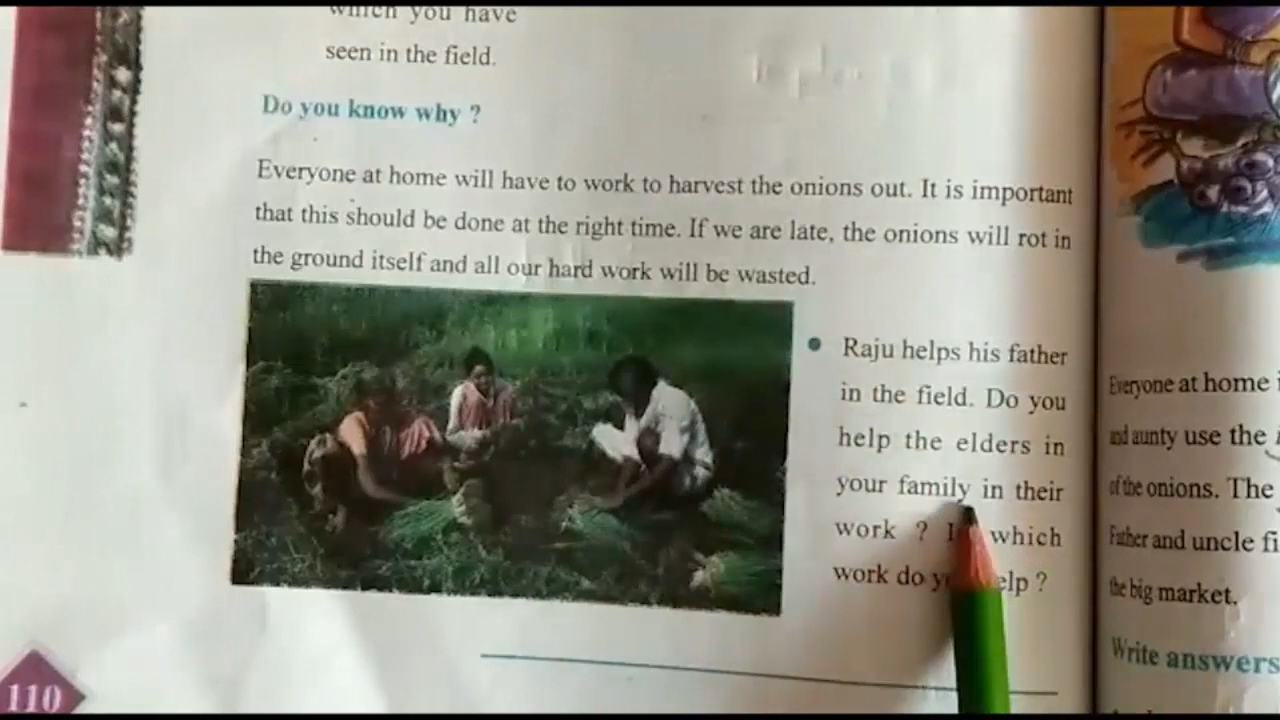 which you have
seen in the field.
Do you know why ?
Everyone at home will have to work to harvest the onions out. It is important
that this should be done at the right time. If we are late, the onions will rot in
the ground itself and all our hard work will be wasted.
• Raju helps his father
in the field. Do you
help the elders in
your family in their
work ? which
work do help ?
110
Everyone at home
and aunty use the
of the onions. The
Father and uncle
the big market.
Write answers